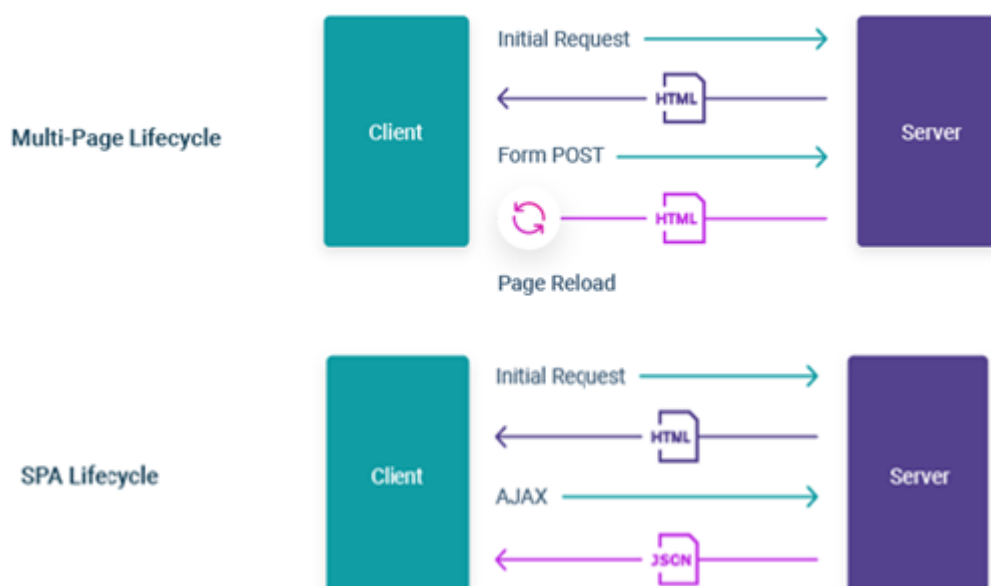 Initial Request
HTML
Multi-Page Lifecycle
Client
Server
Form POST
HTML
Page Reload
Initial Request
HTML
SPA Lifecycle
Client
Server
AJAX
JSON